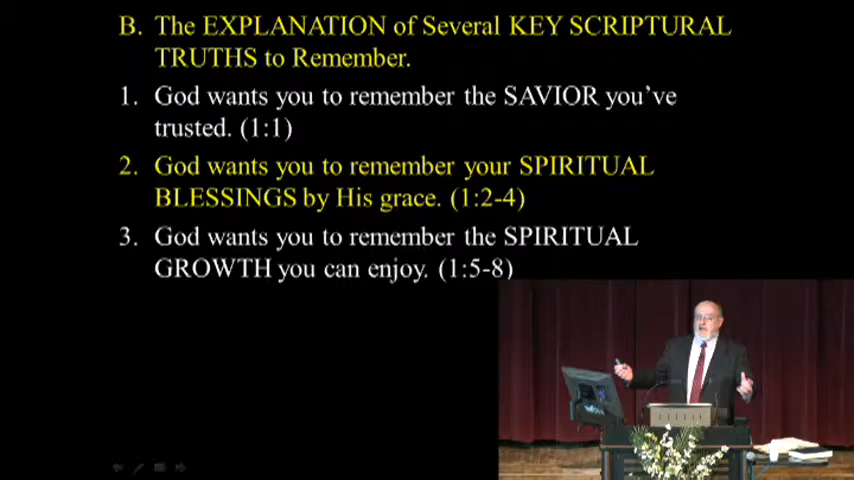 B. The EXPLANATION of Several KEY SCRIPTURAL
TRUTHS to Remember.
1. God wants you to remember the SAVIOR you've
trusted. (1:1)
2. God wants you to remember your SPIRITUAL
BLESSINGS by His grace. (1:2-4)
3. God wants you to remember the SPIRITUAL
GROWTH you can enjoy. (1:5-8)